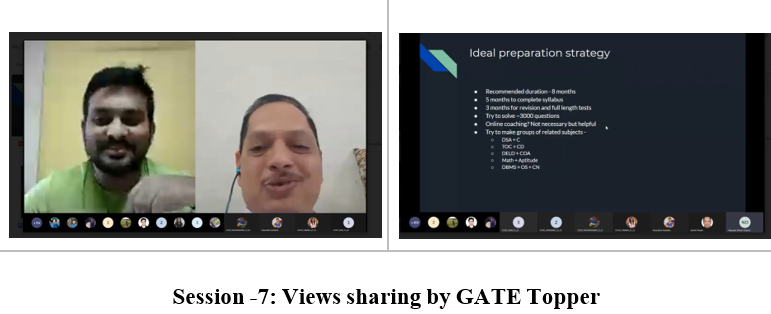 Ideal preparation strategy
● Recommended duration - 8 months
● 5 months to complete syllabus
● 3 months for revision and full length tests
● Try to solve ~3000 questions
● Online coaching? Not necessary but helpful
● Try to make groups of related subjects -
○ DSA + C
○ TOC + CD
○ DELD + COA
○ Math + Aptitude
○ DBMS + OS + CN
Session -7: Views sharing by GATE Topper